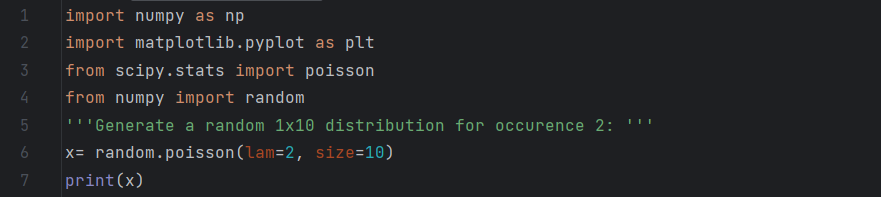 1 import numpy as np
2 import matplotlib.pyplot as plt
3 from scipy.stats import poisson
4 from numpy import random
5 '''Generate a random 1x10 distribution for occurence 2: '''
6 x= random.poisson(lam=2, size=10)
7 print(x)